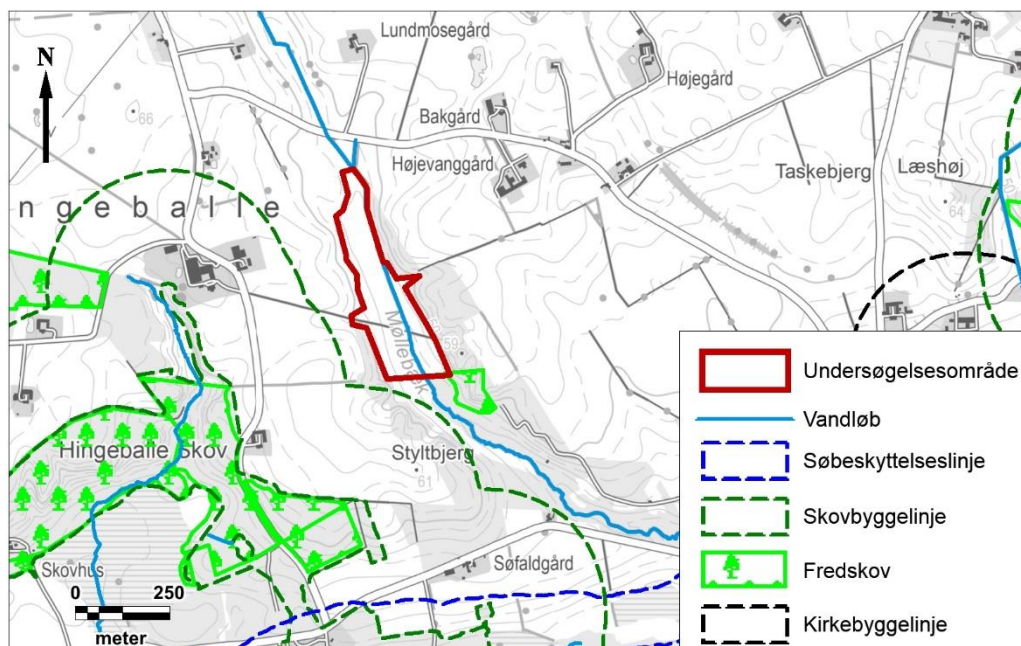 N
Lundmosegård
Højegård
66
Bakgård
Højevanggård
Taskebjerg
Læshøj
ngeballe
64
Møllebæk
59
Hingeballe Skov
Styltbjerg
61
Skovhus
Søfaldgård
0 250
meter
Undersøgelsesområde
Vandløb
Søbeskyttelseslinje
Skovbyggelinje
Fredskov
Kirkebyggelinje